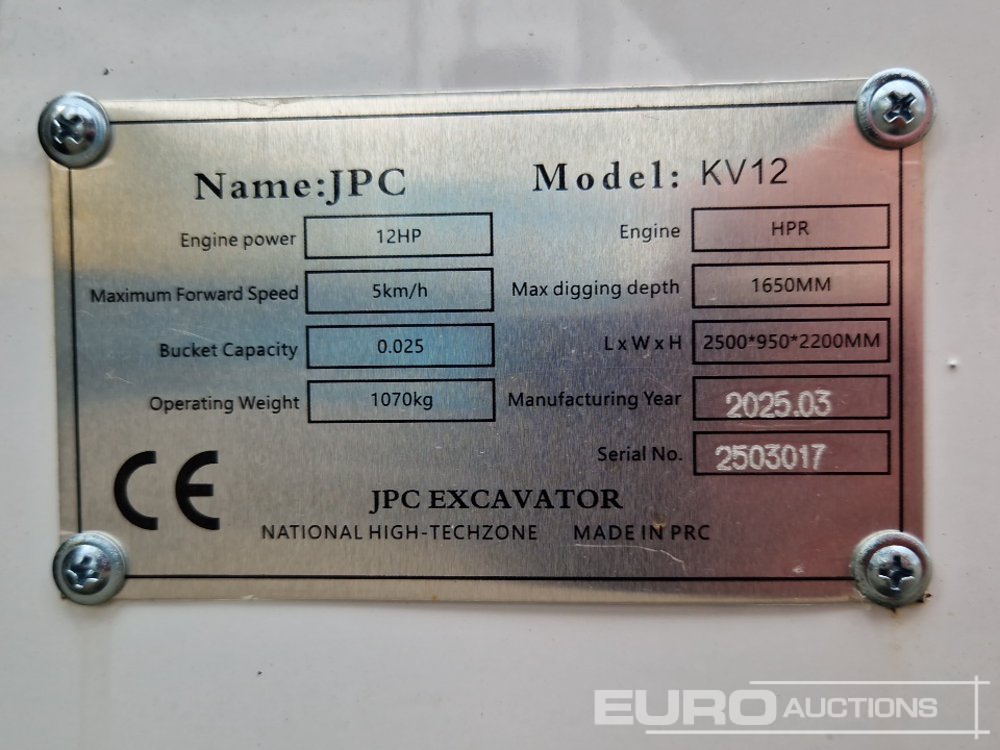 Name:JPC Model: KV12
Engine power 12HP Engine HPR
Maximum Forward Speed 5km/h Max digging depth 1650MM
Bucket Capacity 0.025 LxWxH 2500*950*2200MM
Operating Weight 1070kg Manufacturing Year 2025.03
Serial No. 2503017
CE
JPC EXCAVATOR
NATIONAL HIGH-TECHZONE MADE IN PRC
EURO AUCTIONS